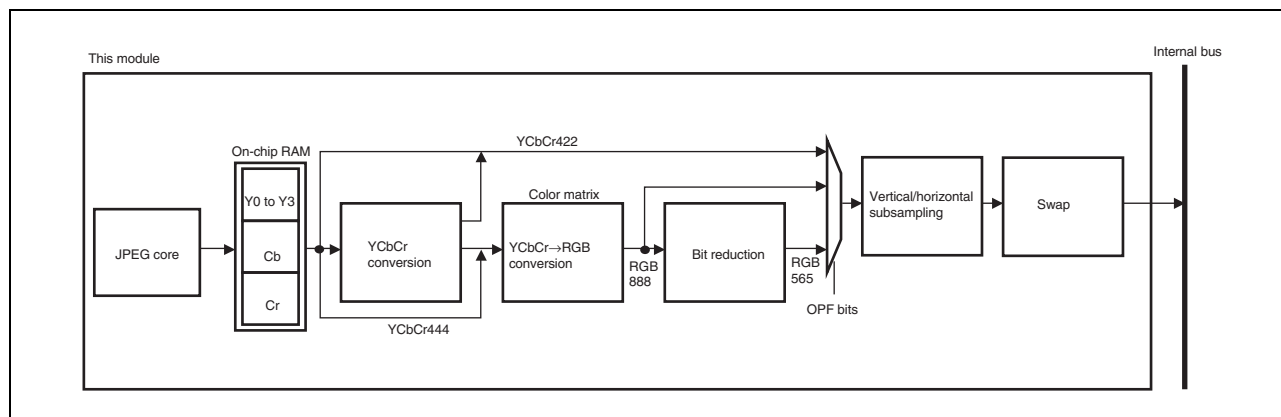 This module
Internal bus
YCbCr422
On-chip RAM
Color matrix
Y0 to Y3
Cb
Cr
JPEG core
YCbCr
conversion
YCbCr→RGB
conversion
RGB
888
Bit reduction
RGB
565
Vertical/horizontal
subsampling
Swap
OPF bits
YCbCr444